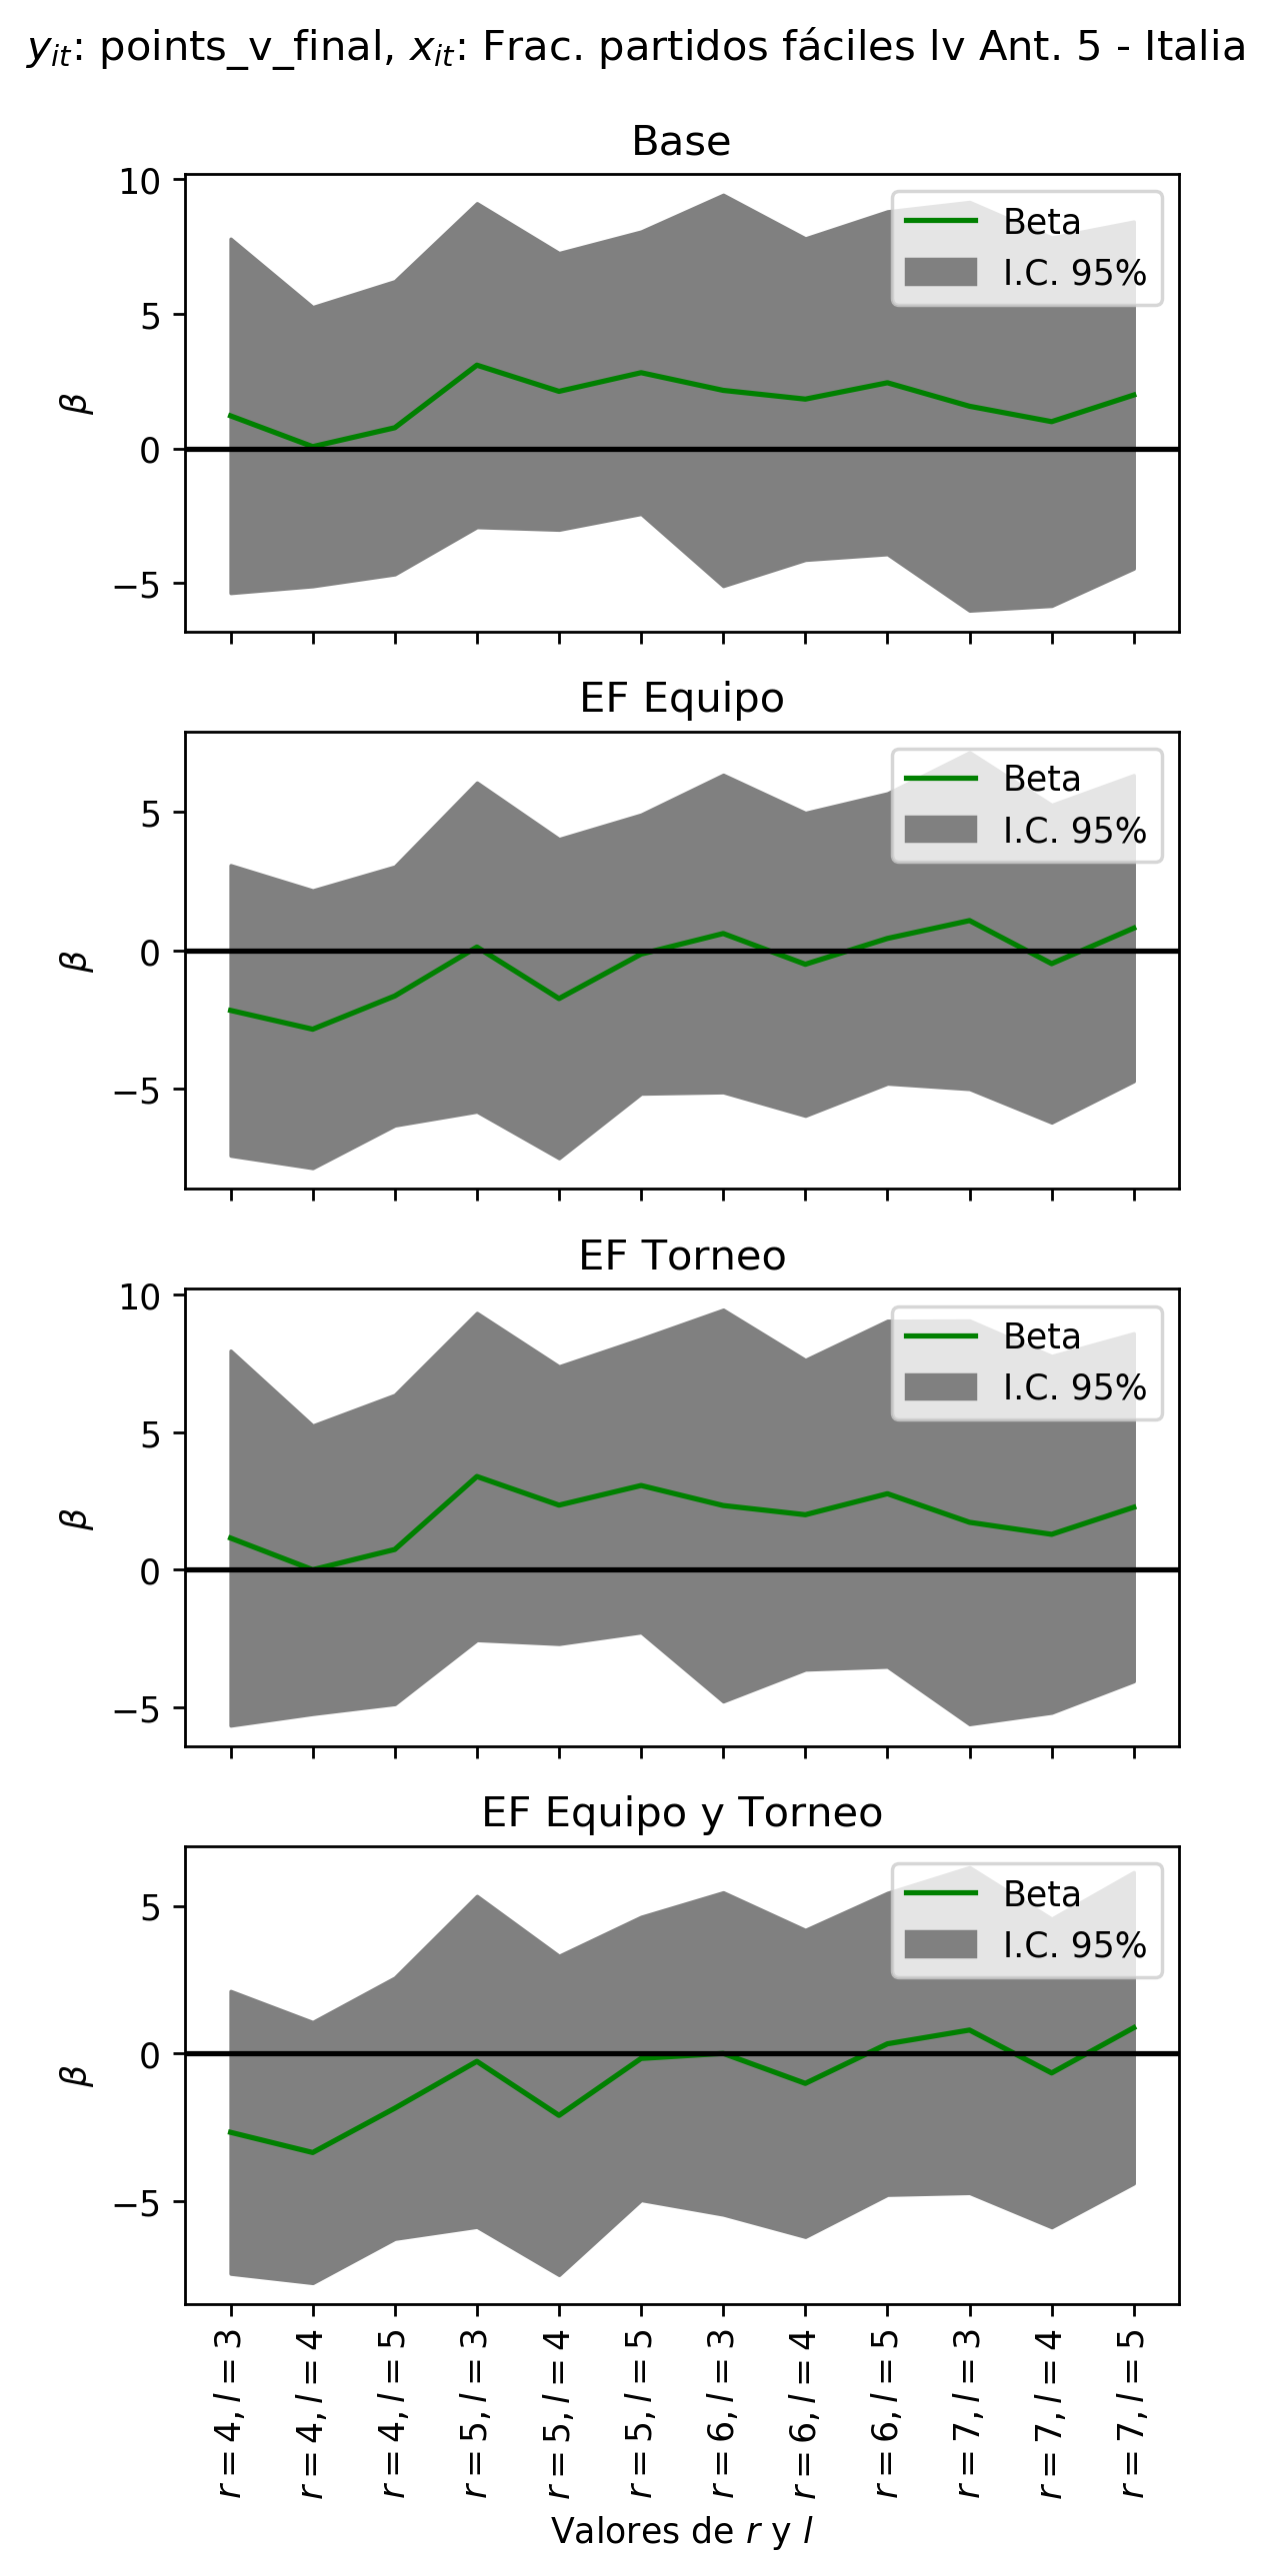 y_it: points_v_final, x_it: Frac. partidos fáciles lv Ant. 5 - Italia
Base
10
5
0
−5
β
Beta
I.C. 95%
EF Equipo
5
0
−5
β
Beta
I.C. 95%
EF Torneo
10
5
0
−5
β
Beta
I.C. 95%
EF Equipo y Torneo
5
0
−5
β
Beta
I.C. 95%
r = 4, l = 3
r = 4, l = 4
r = 4, l = 5
r = 5, l = 3
r = 5, l = 4
r = 5, l = 5
r = 6, l = 3
r = 6, l = 4
r = 6, l = 5
r = 7, l = 3
r = 7, l = 4
r = 7, l = 5
Valores de r y l